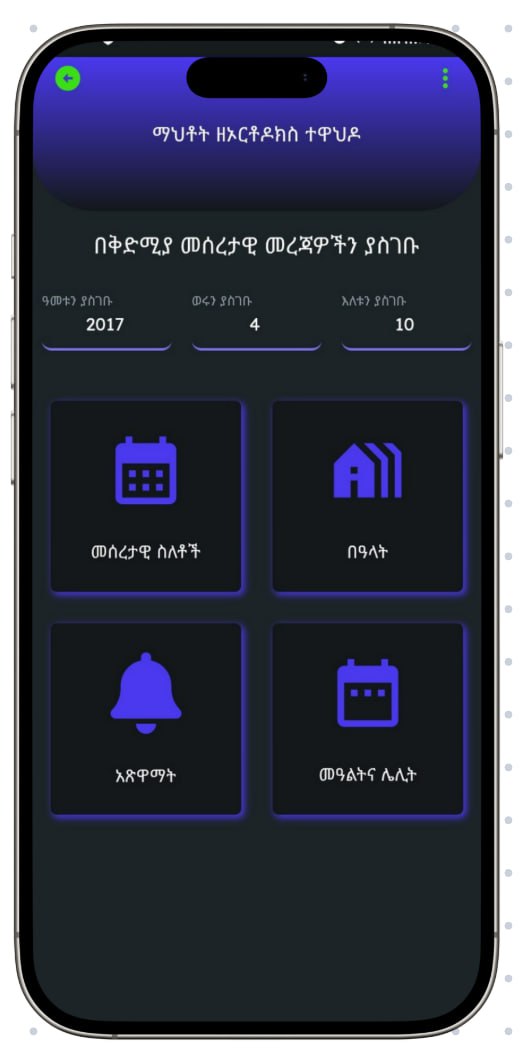 ማህቶት ዘኦርቶዶክስ ተዋህዶ
በቅድሚያ መሰረታዊ መረጃዎችን ያስገቡ
ዓመቱን ያስገቡ ወሩን ያስገቡ እለቱን ያስገቡ
2017 4 10
መሰረታዊ ስሌቶች በዓላት
አጽዋማት መዓልትና ሌሊት